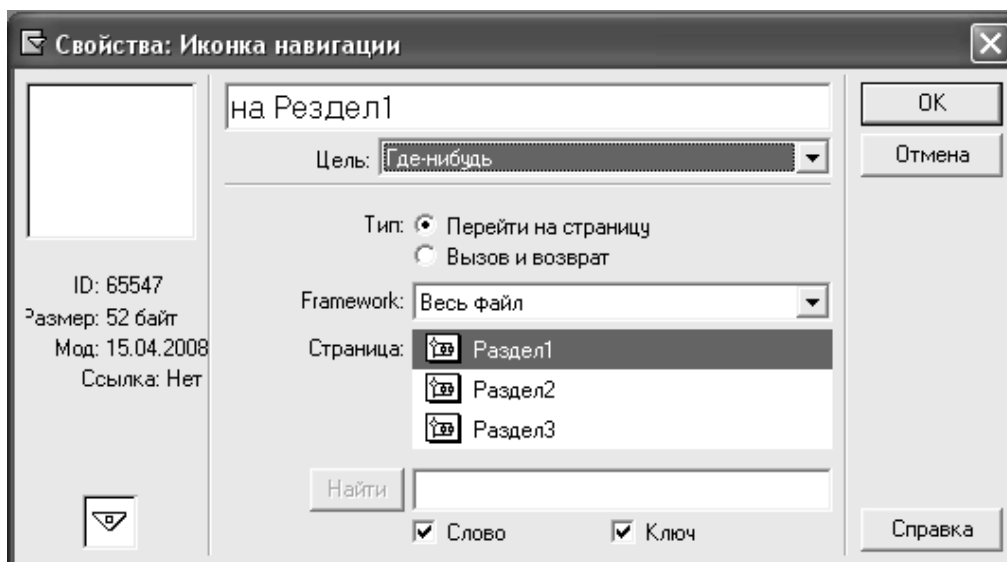 Свойства: Иконка навигации
на Рездел1
OK
Цель: Где-нибудь
Отмена
Тип: Перейти на страницу
Вызов и возврат
ID: 65547
Размер: 52 байт
Мод: 15.04.2008
Ссылка: Нет
Framework: Весь файл
Страница: Раздел1
Раздел2
Раздел3
Найти
Слово Ключ
Справка